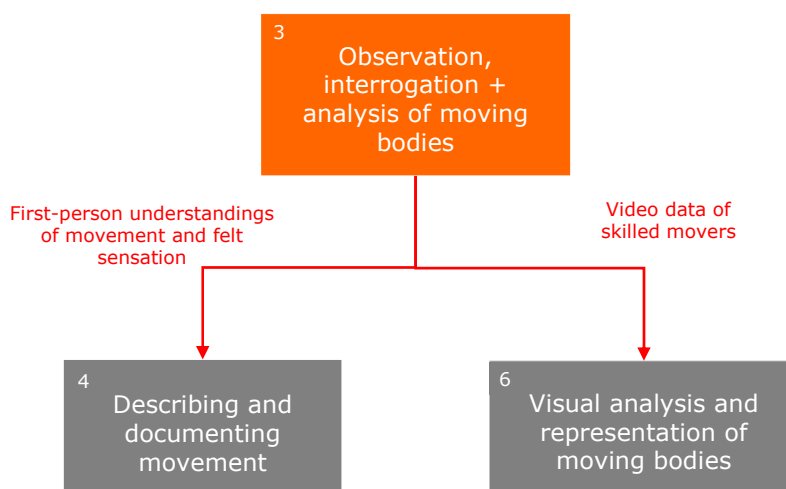 3
Observation,
interrogation +
analysis of moving
bodies
First-person understandings
of movement and felt
sensation
Video data of
skilled movers
4
Describing and
documenting
movement
6
Visual analysis and
representation of
moving bodies